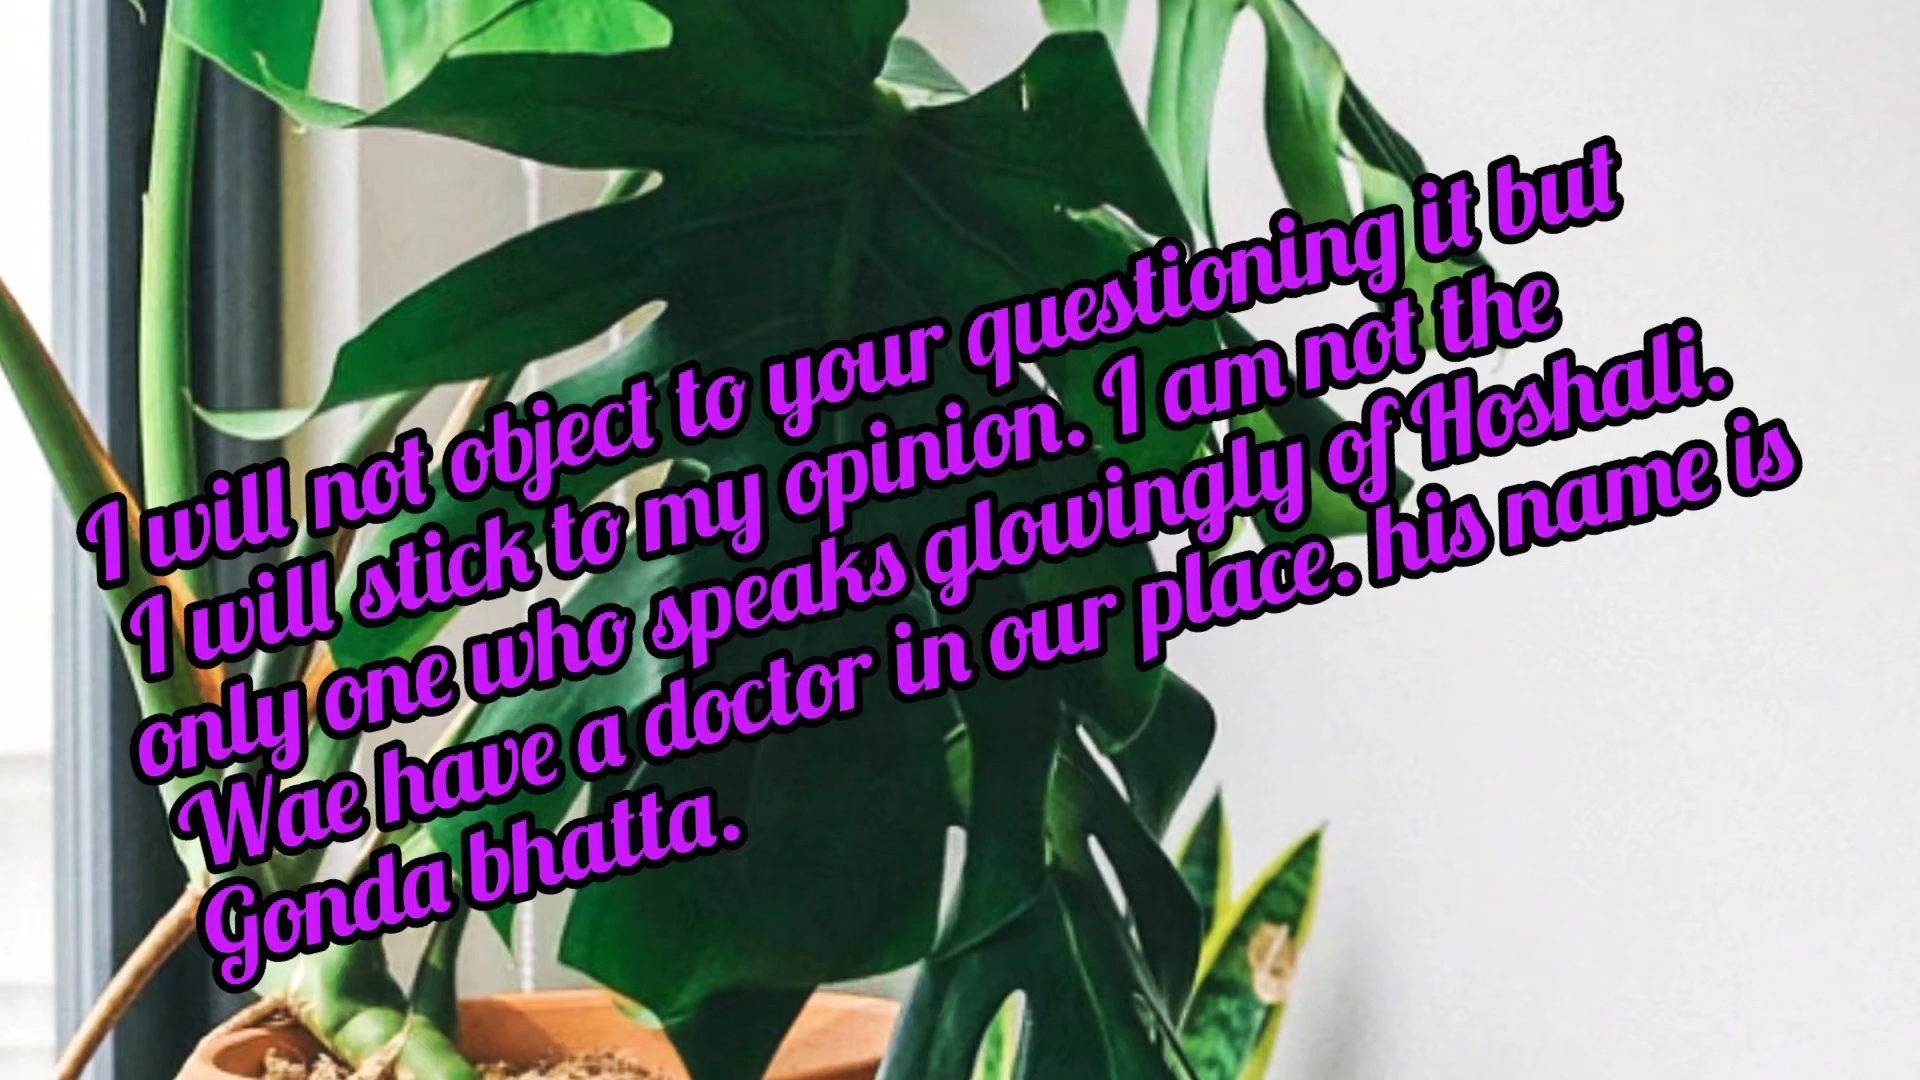 I will not object to your questioning it but
I will stick to my opinion. I am not the
only one who speaks glowingly of Hoshali.
Wae have a doctor in our place. his name is
Gonda bhatta.